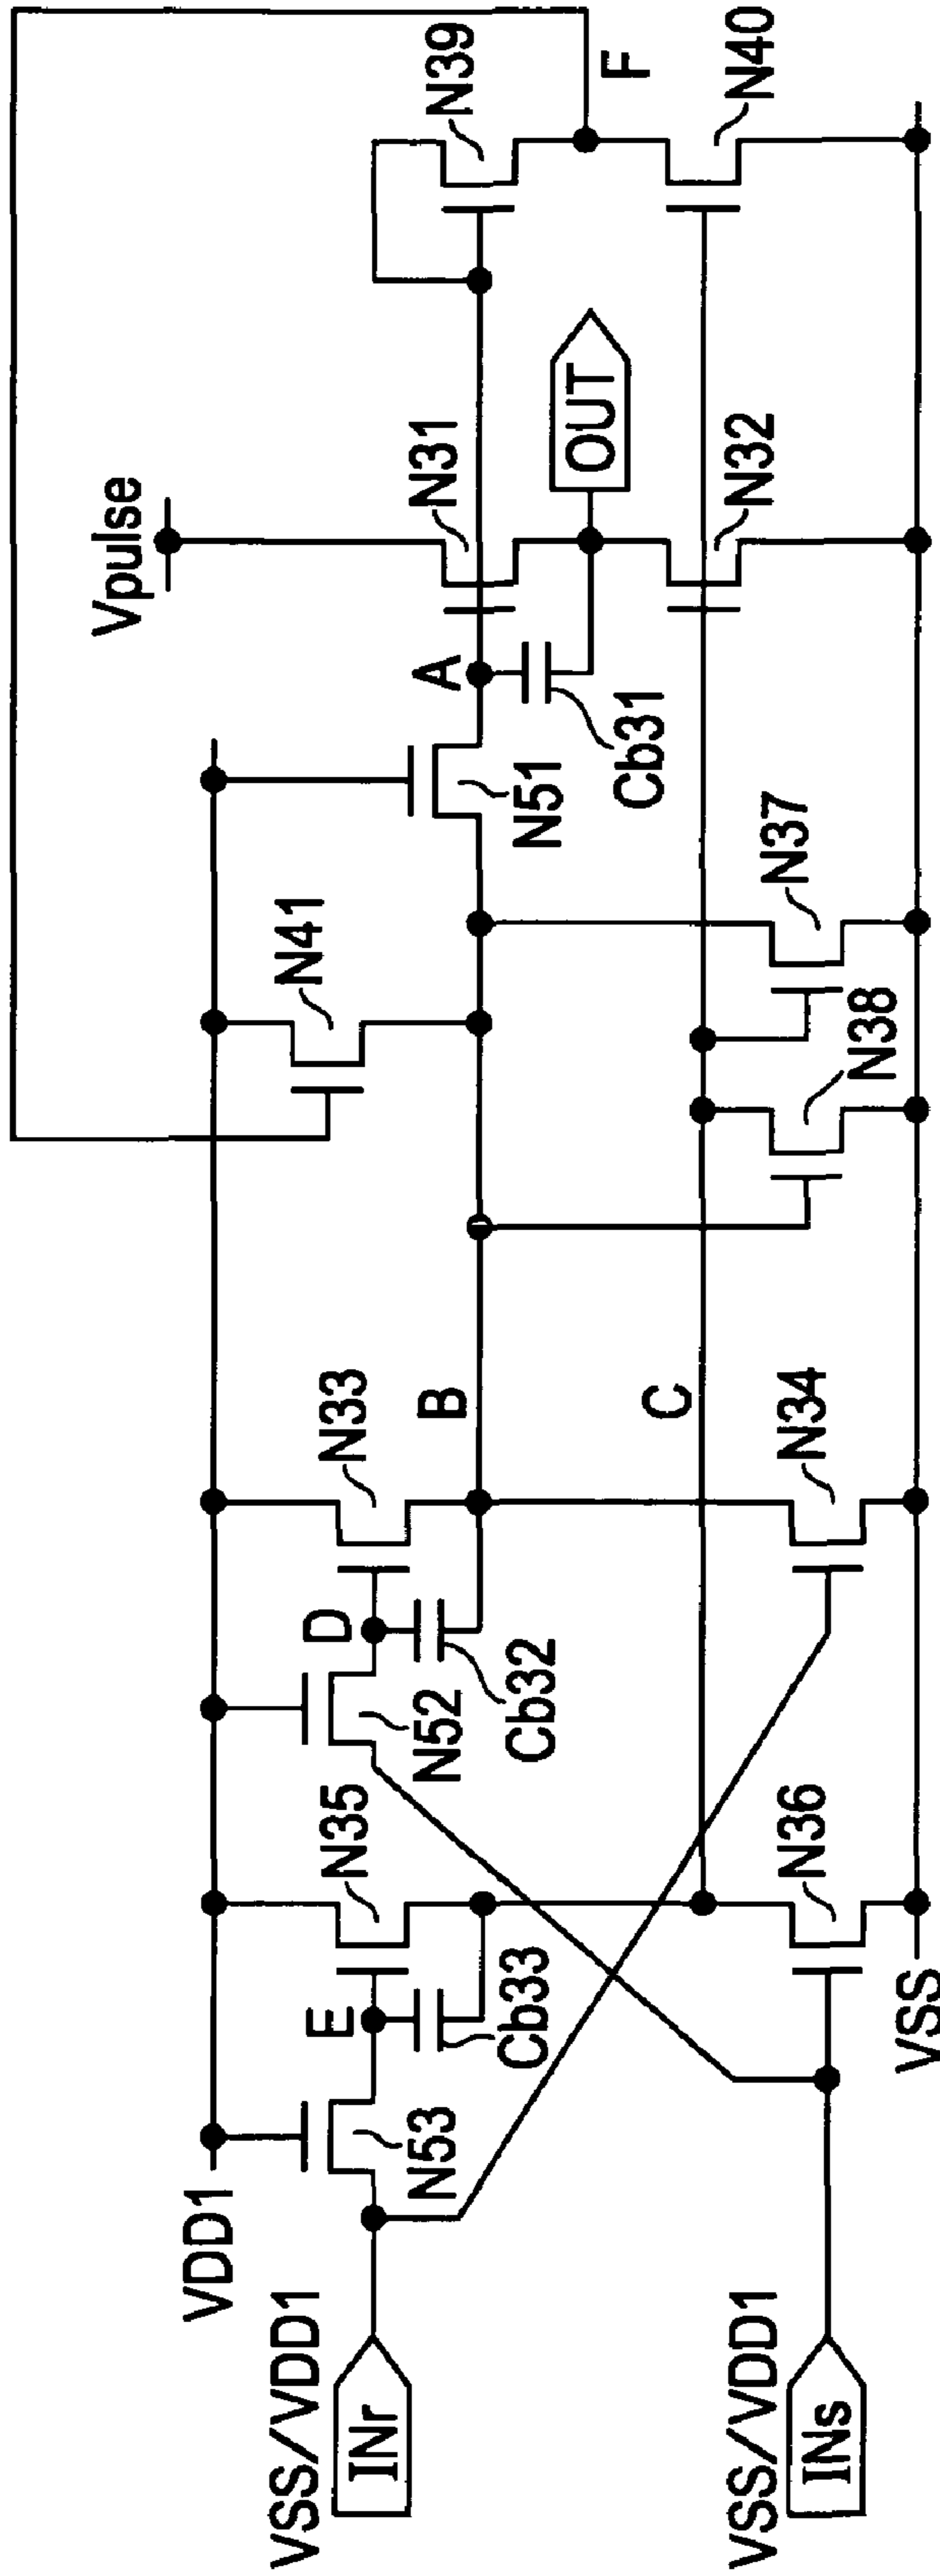 Vpulse
VDD1
N41
N31
N39
F
A
OUT
N51
Cb31
N32
N40
N35
N33
D
B
N52
Cb32
E
N53
Cb33
C
N38
N37
N36
N34
VSS/VDD1
INr
VSS/VDD1
INs
VSS